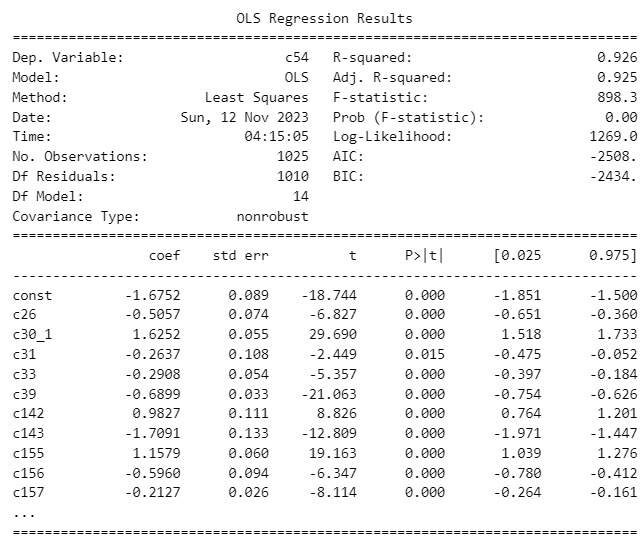 OLS Regression Results
==============================================================================
Dep. Variable:                    c54   R-squared:                       0.926
Model:                            OLS   Adj. R-squared:                  0.925
Method:                 Least Squares   F-statistic:                     898.3
Date:                Sun, 12 Nov 2023   Prob (F-statistic):               0.00
Time:                        04:15:05   Log-Likelihood:                 1269.0
No. Observations:                1025   AIC:                            -2508.
Df Residuals:                    1010   BIC:                            -2434.
Df Model:                          14
Covariance Type:            nonrobust
==============================================================================
                 coef    std err          t      P>|t|      [0.025      0.975]
------------------------------------------------------------------------------
const         -1.6752      0.089    -18.744      0.000      -1.851      -1.500
c26           -0.5057      0.074     -6.827      0.000      -0.651      -0.360
c30_1          1.6252      0.055     29.690      0.000       1.518       1.733
c31           -0.2637      0.108     -2.449      0.015      -0.475      -0.052
c33           -0.2908      0.054     -5.357      0.000      -0.397      -0.184
c39           -0.6899      0.033    -21.063      0.000      -0.754      -0.626
c142           0.9827      0.111      8.826      0.000       0.764       1.201
c143          -1.7091      0.133    -12.809      0.000      -1.971      -1.447
c155           1.1579      0.060     19.163      0.000       1.039       1.276
c156          -0.5960      0.094     -6.347      0.000      -0.780      -0.412
c157          -0.2127      0.026     -8.114      0.000      -0.264      -0.161
...
==============================================================================